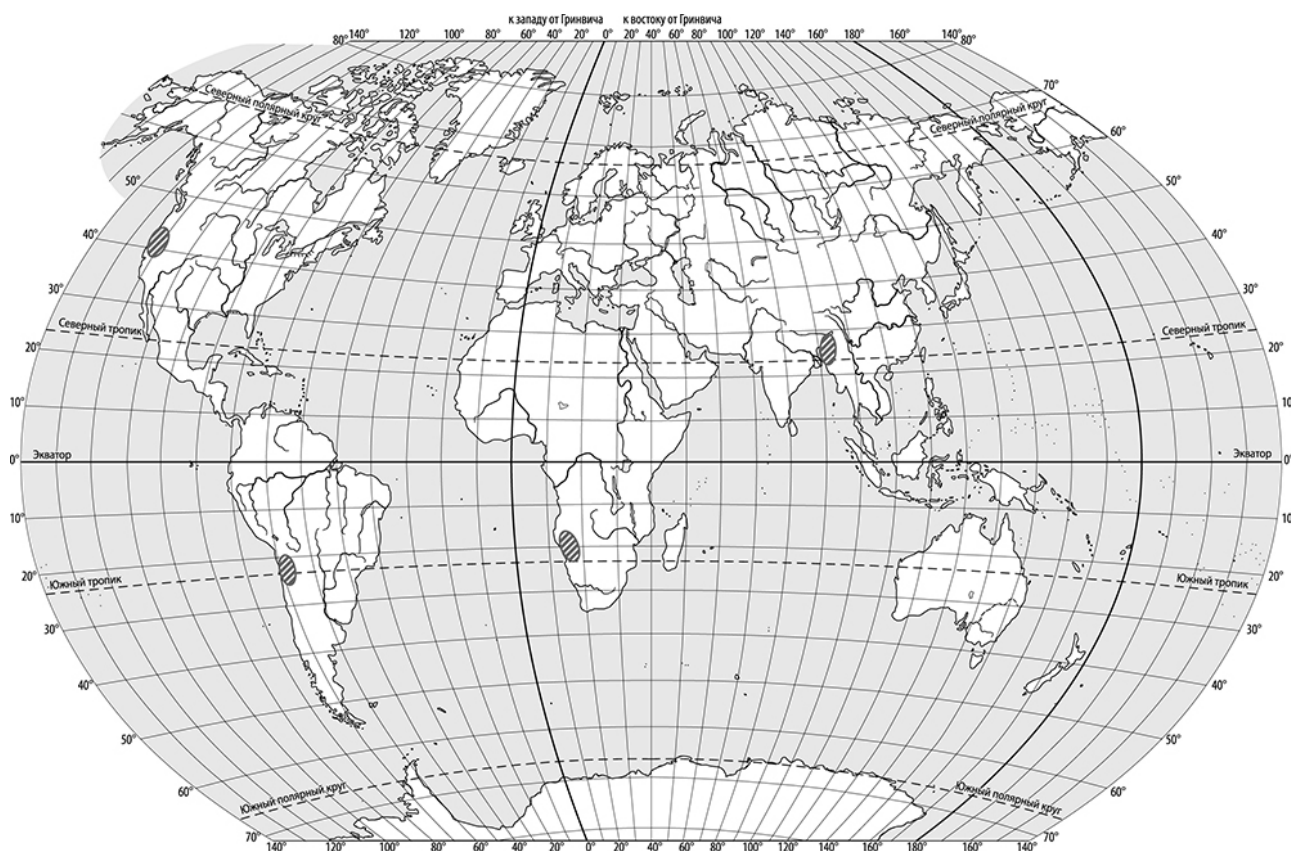 к западу от Гринвича к востоку от Гринвича
80° 140° 120° 100° 80° 60° 40° 20° 0° 20° 40° 60° 80° 100° 120° 140° 160° 180° 160° 140° 80°
70°
Северный полярный круг
Северный полярный круг
60°
50° 50°
40° 40°
30° 30°
Северный тропик Северный тропик
20° 20°
10° 10°
0° Экватор Экватор 0°
10° 10°
20° 20°
Южный тропик Южный тропик
30° 30°
40° 40°
50° 50°
60° 60°
Южный полярный круг Южный полярный круг
70° 70°
140° 120° 100° 80° 60° 40° 20° 0° 20° 40° 60° 80° 100° 120° 140° 160° 180° 160° 140°